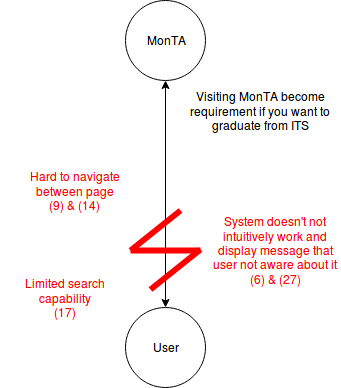 MonTA
Visiting MonTA become
requirement if you want to
graduate from ITS
Hard to navigate
between page
(9) & (14)
System doesn't not
intuitively work and
display message that
user not aware about it
(6) & (27)
Limited search
capability
(17)
User